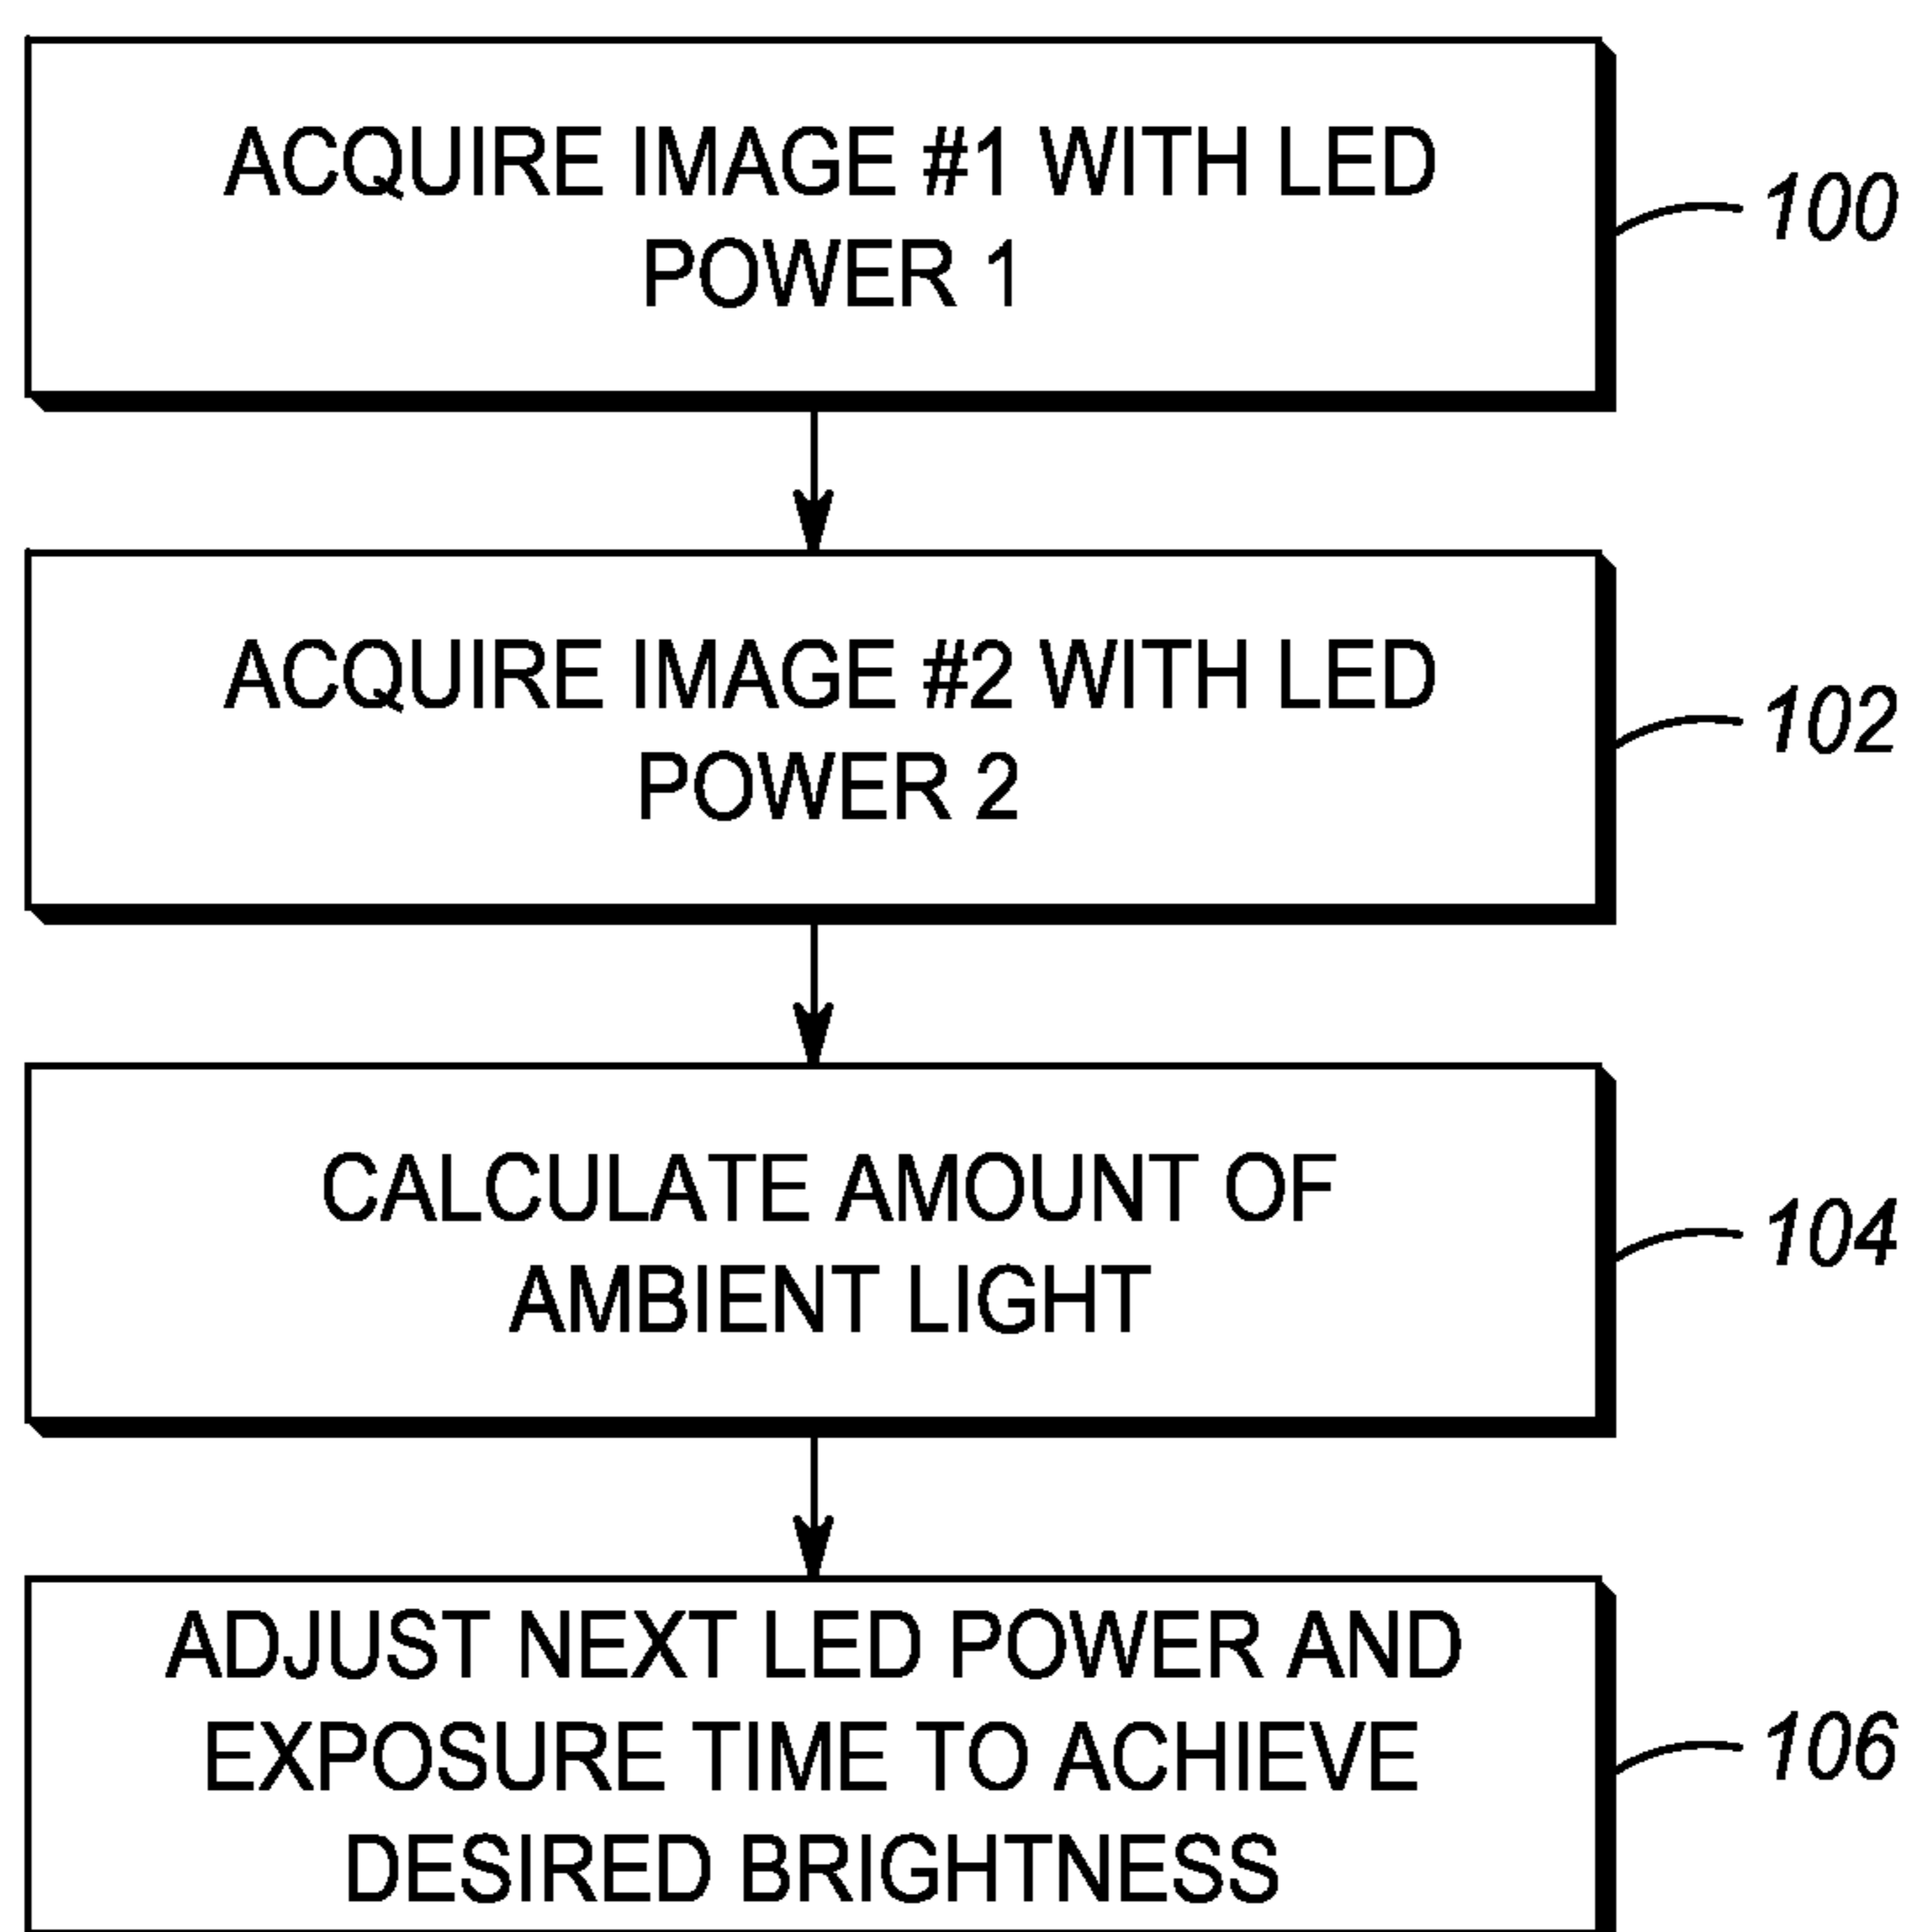 ACQUIRE IMAGE #1 WITH LED
POWER 1
100
ACQUIRE IMAGE #2 WITH LED
POWER 2
102
CALCULATE AMOUNT OF
AMBIENT LIGHT
104
ADJUST NEXT LED POWER AND
EXPOSURE TIME TO ACHIEVE
DESIRED BRIGHTNESS
106